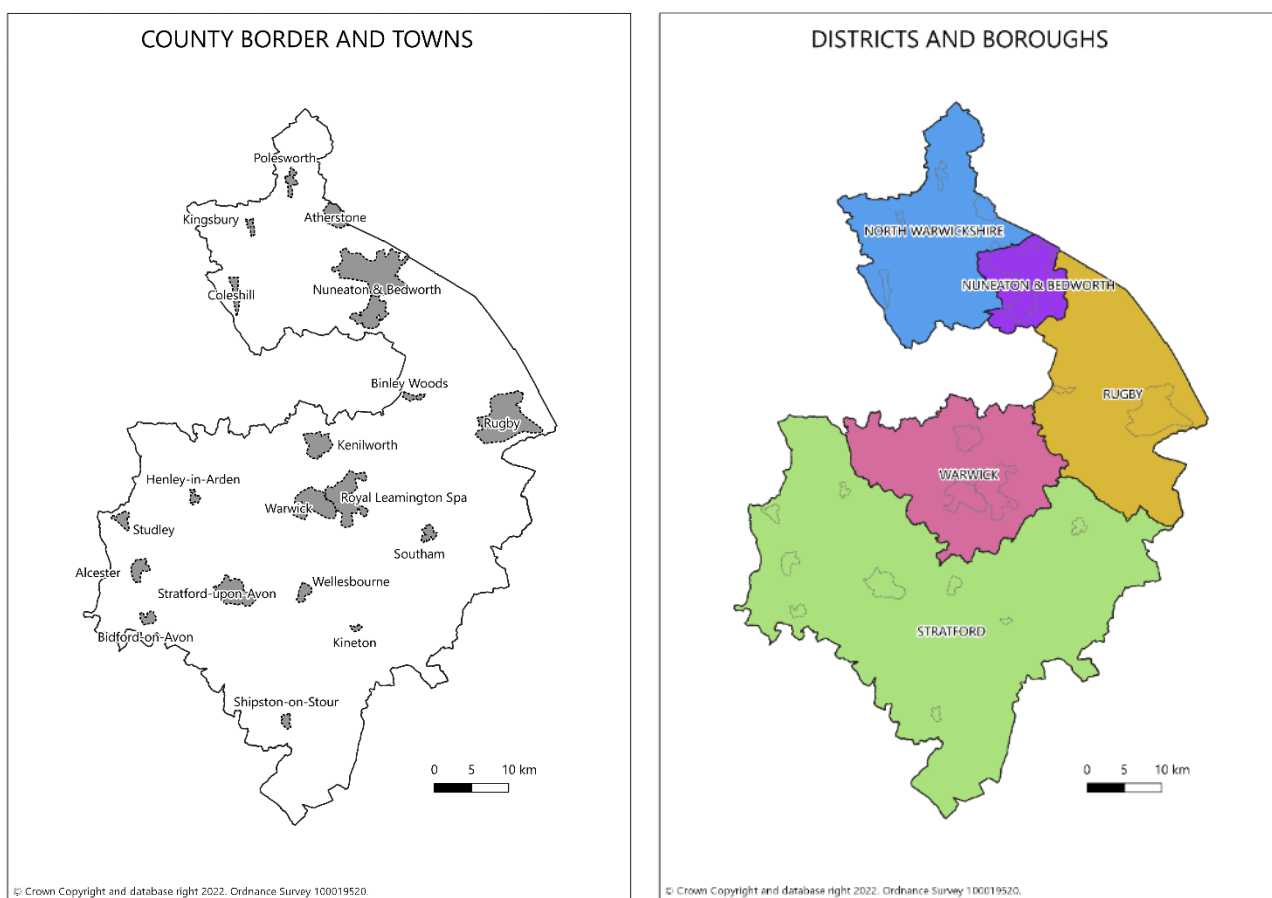 COUNTY BORDER AND TOWNS
Polesworth
Kingsbury
Atherstone
Coleshill
Nuneaton & Bedworth
Binley Woods
Rugby
Kenilworth
Henley-in-Arden
Royal Leamington Spa
Warwick
Studley
Southam
Alcester
Wellesbourne
Stratford-upon-Avon
Bidford-on-Avon
Kineton
Shipston-on-Stour
0 5 10 km
© Crown Copyright and database right 2022. Ordnance Survey 100019520.
DISTRICTS AND BOROUGHS
NORTH WARWICKSHIRE
NUNEATON & BEDWORTH
RUGBY
WARWICK
STRATFORD
0 5 10 km
© Crown Copyright and database right 2022. Ordnance Survey 100019520.